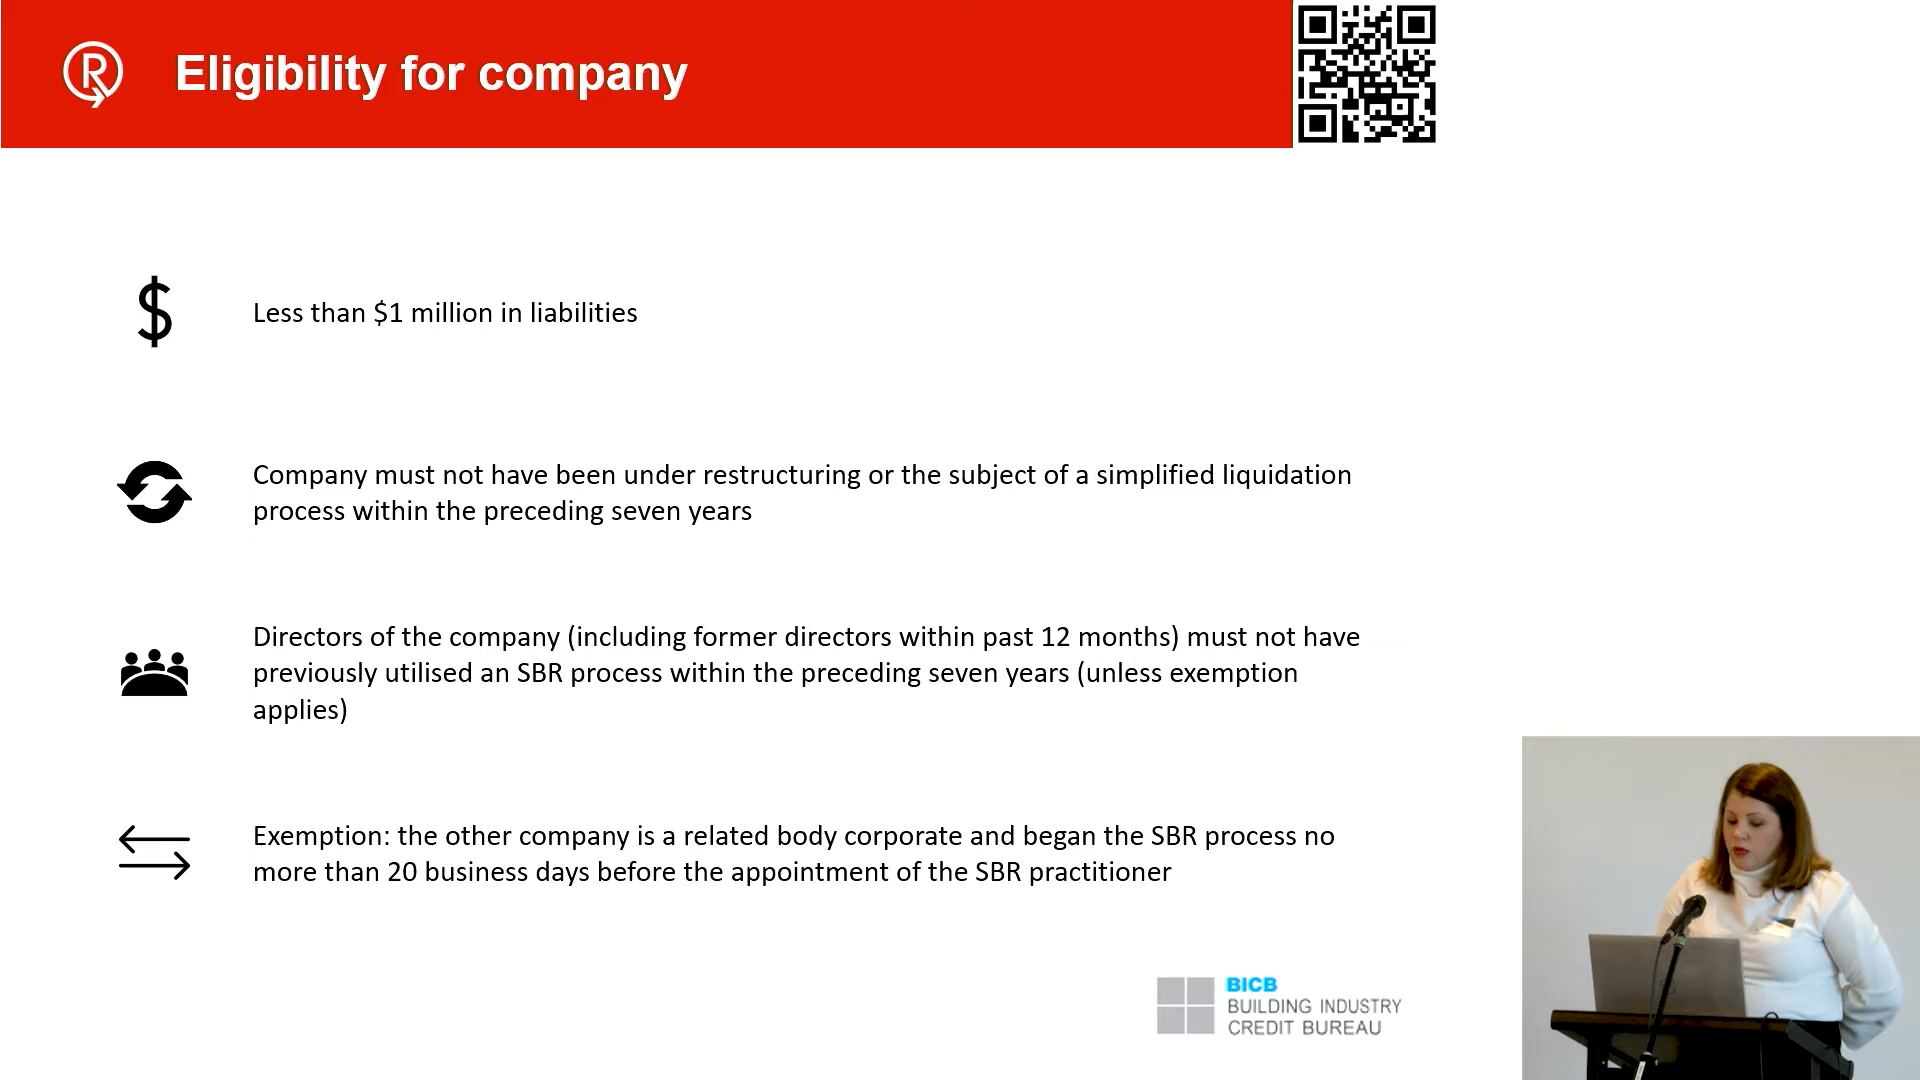 Eligibility for company
$
Less than $1 million in liabilities
Company must not have been under restructuring or the subject of a simplified liquidation
process within the preceding seven years
Directors of the company (including former directors within past 12 months) must not have
previously utilised an SBR process within the preceding seven years (unless exemption
applies)
Exemption: the other company is a related body corporate and began the SBR process no
more than 20 business days before the appointment of the SBR practitioner
BICB
BUILDING INDUSTRY
CREDIT BUREAU